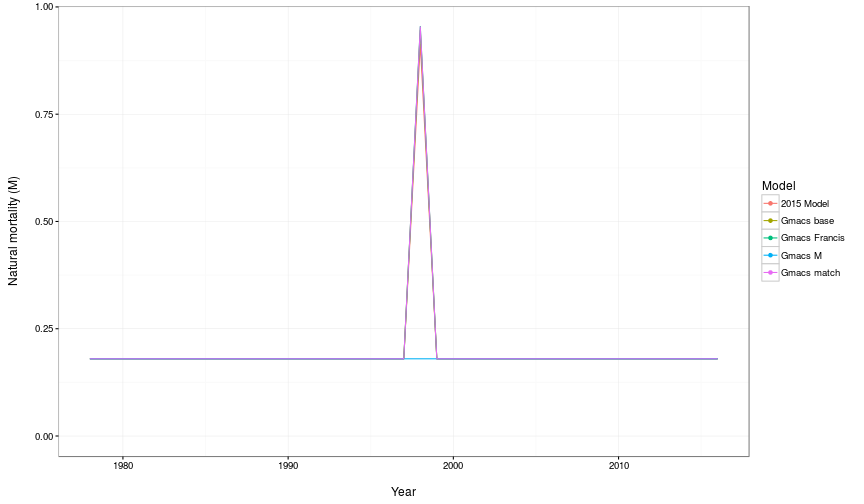 1.00
0.75
0.50
0.25
0.00
Natural mortality (M)
1980
1990
2000
2010
Year
Model
2015 Model
Gmacs base
Gmacs Francis
Gmacs M
Gmacs match